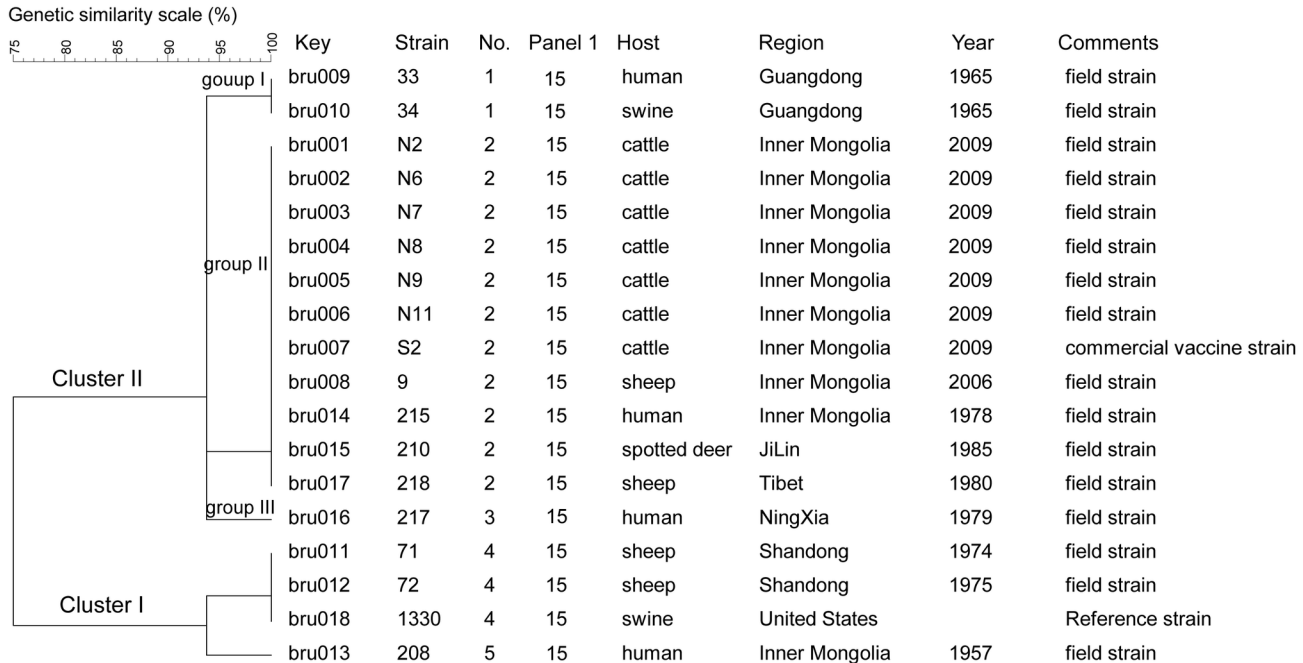 Genetic similarity scale (%)
75 80 85 90 95 100 Key Strain No. Panel 1 Host Region Year Comments
gouup I bru009 33 1 15 human Guangdong 1965 field strain
bru010 34 1 15 swine Guangdong 1965 field strain
bru001 N2 2 15 cattle Inner Mongolia 2009 field strain
bru002 N6 2 15 cattle Inner Mongolia 2009 field strain
bru003 N7 2 15 cattle Inner Mongolia 2009 field strain
bru004 N8 2 15 cattle Inner Mongolia 2009 field strain
group II
bru005 N9 2 15 cattle Inner Mongolia 2009 field strain
bru006 N11 2 15 cattle Inner Mongolia 2009 field strain
bru007 S2 2 15 cattle Inner Mongolia 2009 commercial vaccine strain
Cluster II bru008 9 2 15 sheep Inner Mongolia 2006 field strain
bru014 215 2 15 human Inner Mongolia 1978 field strain
bru015 210 2 15 spotted deer JiLin 1985 field strain
bru017 218 2 15 sheep Tibet 1980 field strain
group III bru016 217 3 15 human NingXia 1979 field strain
bru011 71 4 15 sheep Shandong 1974 field strain
bru012 72 4 15 sheep Shandong 1975 field strain
Cluster I
bru018 1330 4 15 swine United States Reference strain
bru013 208 5 15 human Inner Mongolia 1957 field strain